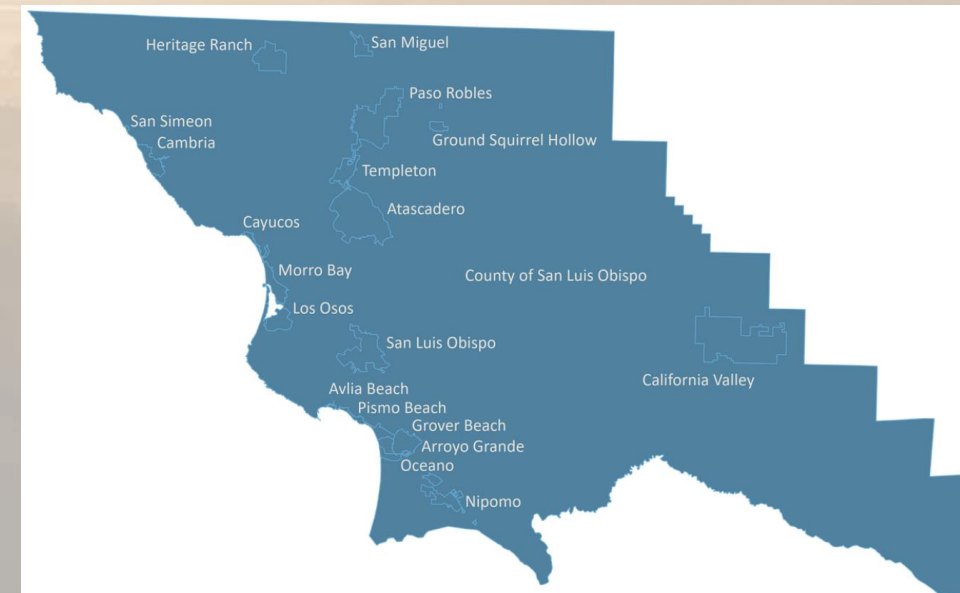 Heritage Ranch
San Miguel
Paso Robles
San Simeon
Cambria
Ground Squirrel Hollow
Templeton
Atascadero
Cayucos
Morro Bay
County of San Luis Obispo
Los Osos
San Luis Obispo
California Valley
Avlia Beach
Pismo Beach
Grover Beach
Arroyo Grande
Oceano
Nipomo